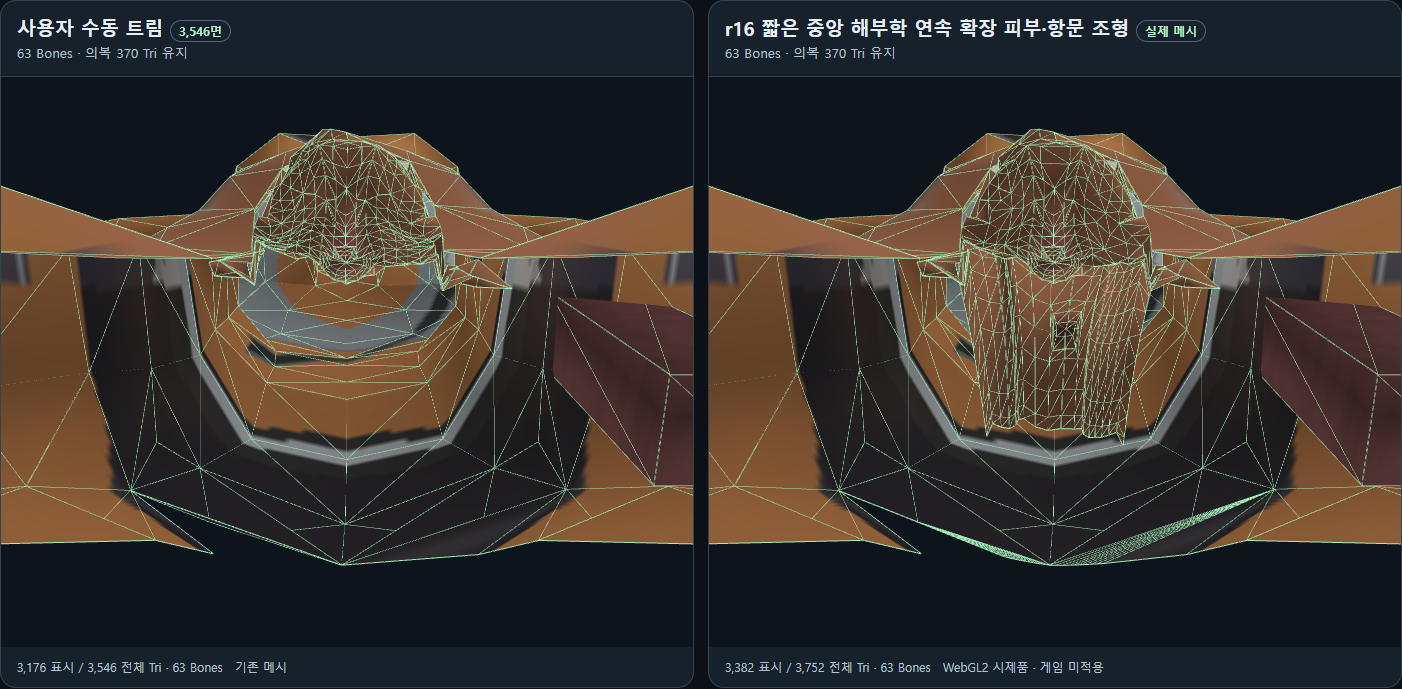 사용자 수동 트림 3,546면
63 Bones · 의복 370 Tri 유지
3,176 표시 / 3,546 전체 Tri · 63 Bones 기존 메시
r16 짧은 중앙 해부학 연속 확장 피부·항문 조형 실제 메시
63 Bones · 의복 370 Tri 유지
3,382 표시 / 3,752 전체 Tri · 63 Bones WebGL2 시제품 · 게임 미적용